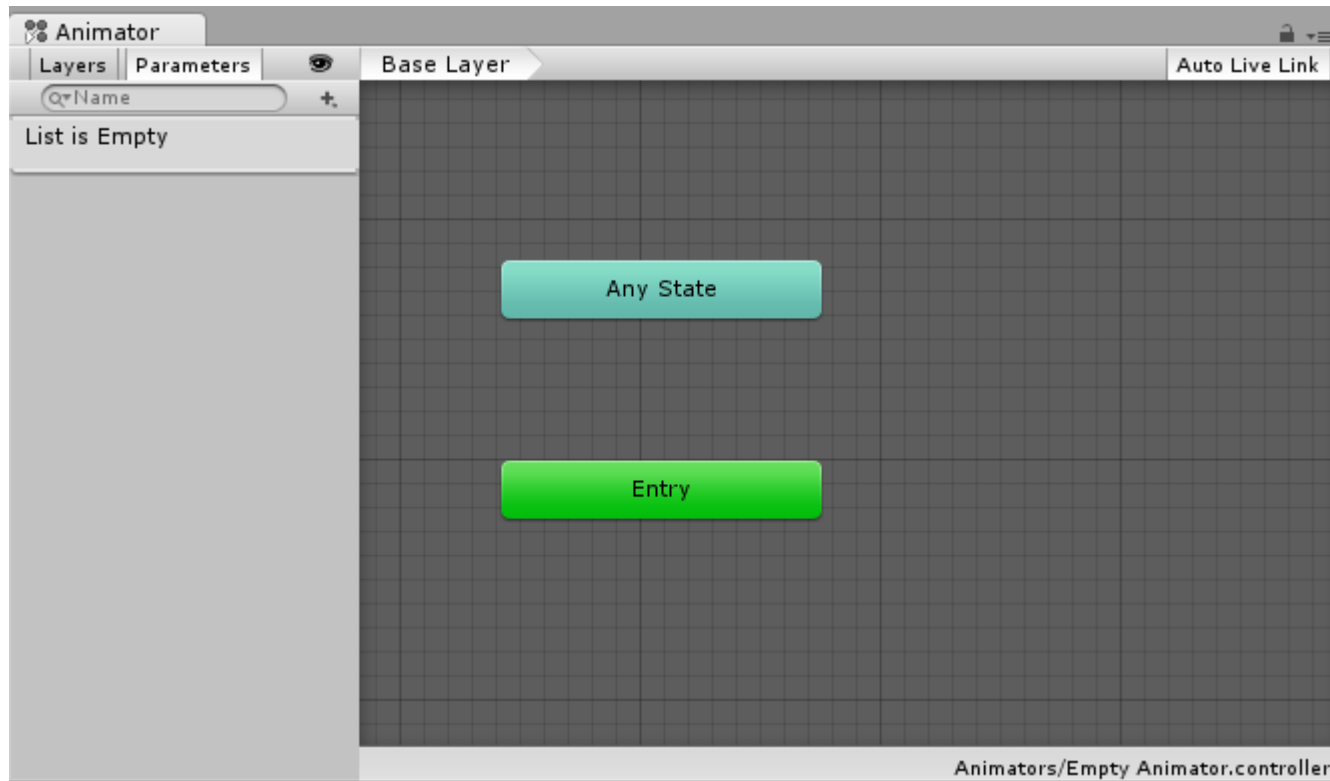 Animator
Layers Parameters Base Layer Auto Live Link
Name
List is Empty
Any State
Entry
Animators/Empty Animator.controller